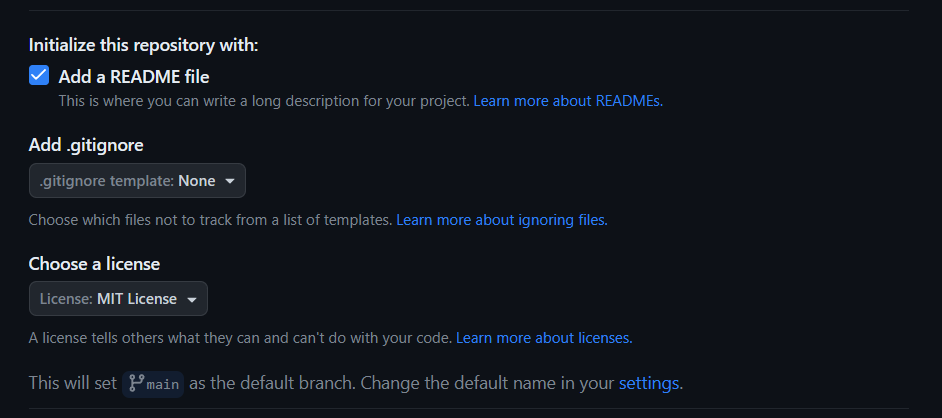 Initialize this repository with:
Add a README file
This is where you can write a long description for your project. Learn more about READMEs.
Add .gitignore
.gitignore template: None
Choose which files not to track from a list of templates. Learn more about ignoring files.
Choose a license
License: MIT License
A license tells others what they can and can't do with your code. Learn more about licenses.
This will set main as the default branch. Change the default name in your settings.